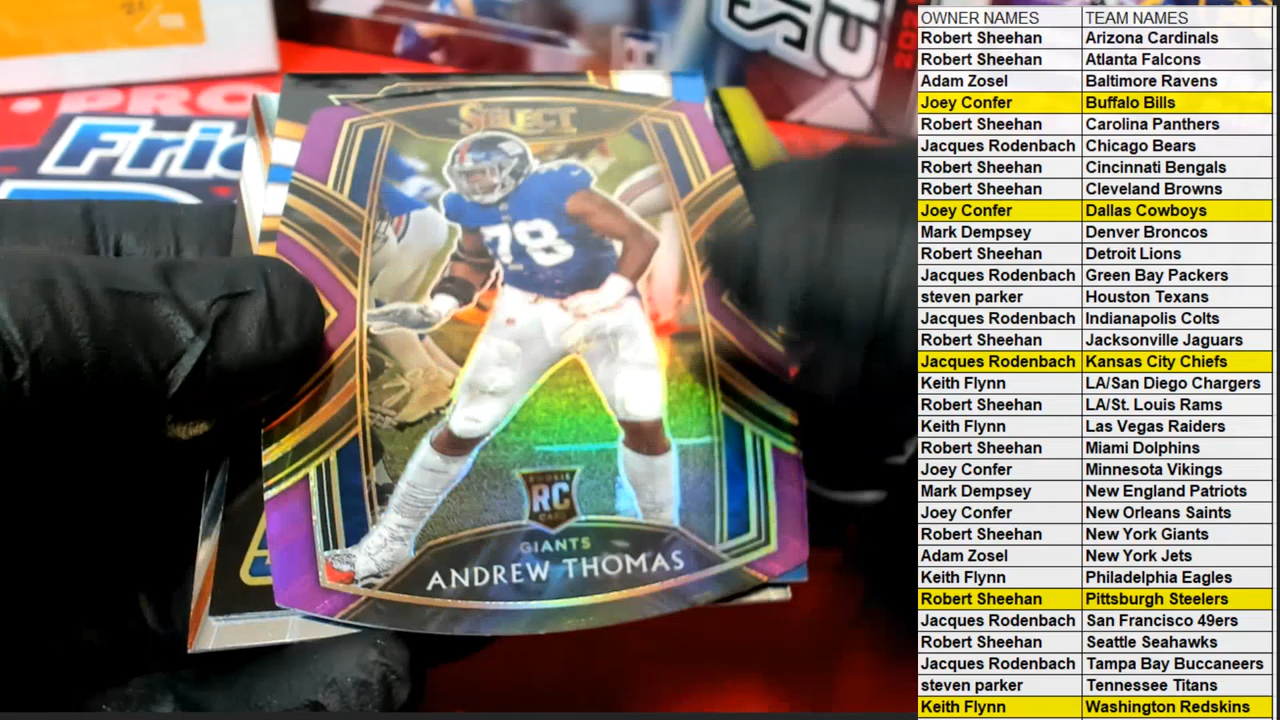 PRO
Fric
SELECT
78
ROOKIE
RC
CARD
GIANTS
ANDREW THOMAS
OWNER NAMES TEAM NAMES
Robert Sheehan Arizona Cardinals
Robert Sheehan Atlanta Falcons
Adam Zosel Baltimore Ravens
Joey Confer Buffalo Bills
Robert Sheehan Carolina Panthers
Jacques Rodenbach Chicago Bears
Robert Sheehan Cincinnati Bengals
Robert Sheehan Cleveland Browns
Joey Confer Dallas Cowboys
Mark Dempsey Denver Broncos
Robert Sheehan Detroit Lions
Jacques Rodenbach Green Bay Packers
steven parker Houston Texans
Jacques Rodenbach Indianapolis Colts
Robert Sheehan Jacksonville Jaguars
Jacques Rodenbach Kansas City Chiefs
Keith Flynn LA/San Diego Chargers
Robert Sheehan LA/St. Louis Rams
Keith Flynn Las Vegas Raiders
Robert Sheehan Miami Dolphins
Joey Confer Minnesota Vikings
Mark Dempsey New England Patriots
Joey Confer New Orleans Saints
Robert Sheehan New York Giants
Adam Zosel New York Jets
Keith Flynn Philadelphia Eagles
Robert Sheehan Pittsburgh Steelers
Jacques Rodenbach San Francisco 49ers
Robert Sheehan Seattle Seahawks
Jacques Rodenbach Tampa Bay Buccaneers
steven parker Tennessee Titans
Keith Flynn Washington Redskins